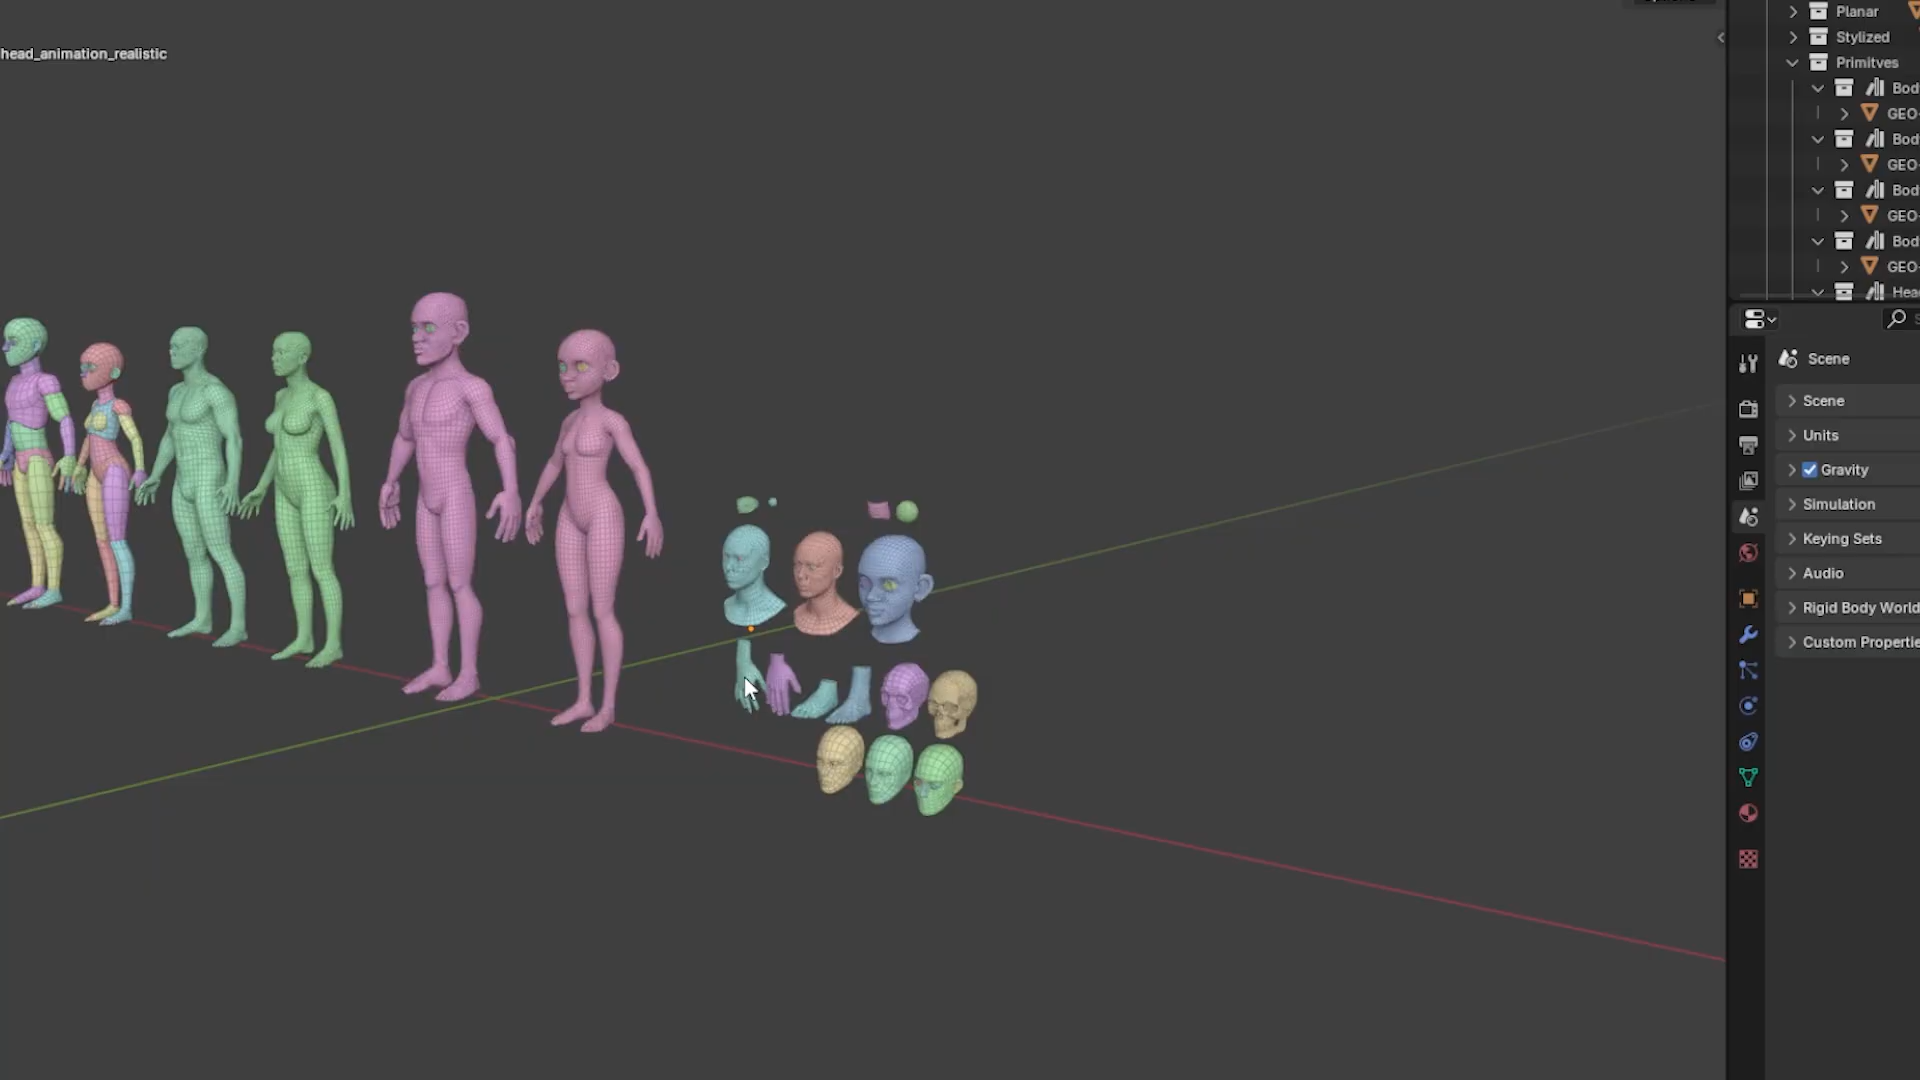 head_animation_realistic
Planar
Stylized
Primitves
Bod
GEO-
Bod
GEO-
Bod
GEO-
Bod
GEO-
Hea
Scene
Scene
Units
Gravity
Simulation
Keying Sets
Audio
Rigid Body World
Custom Propertie